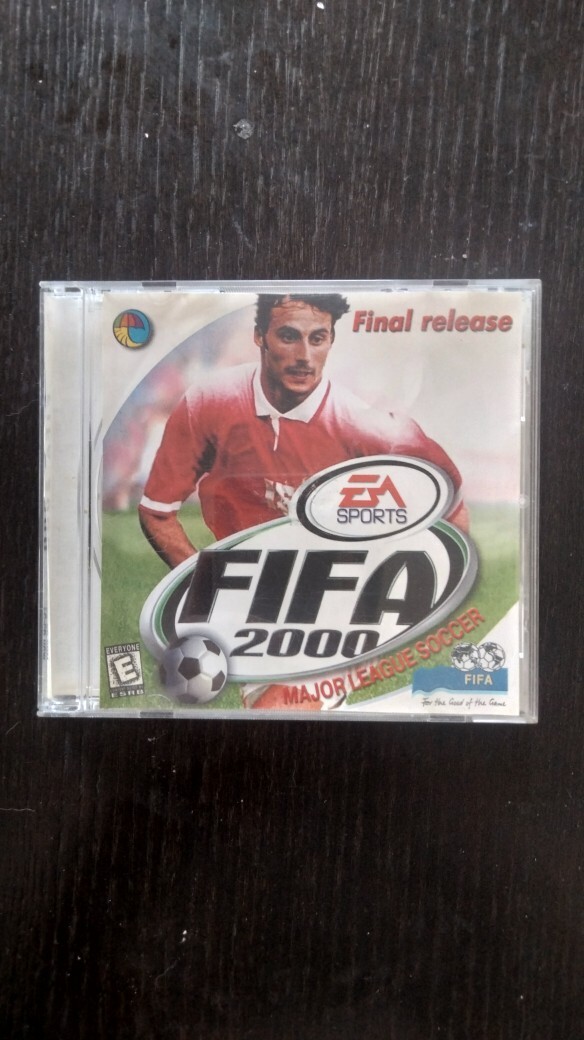 Final release
EA
SPORTS
FIFA
2000
MAJOR LEAGUE SOCCER
EVERYONE
E
ESRB
FIFA
For the Good of the Game